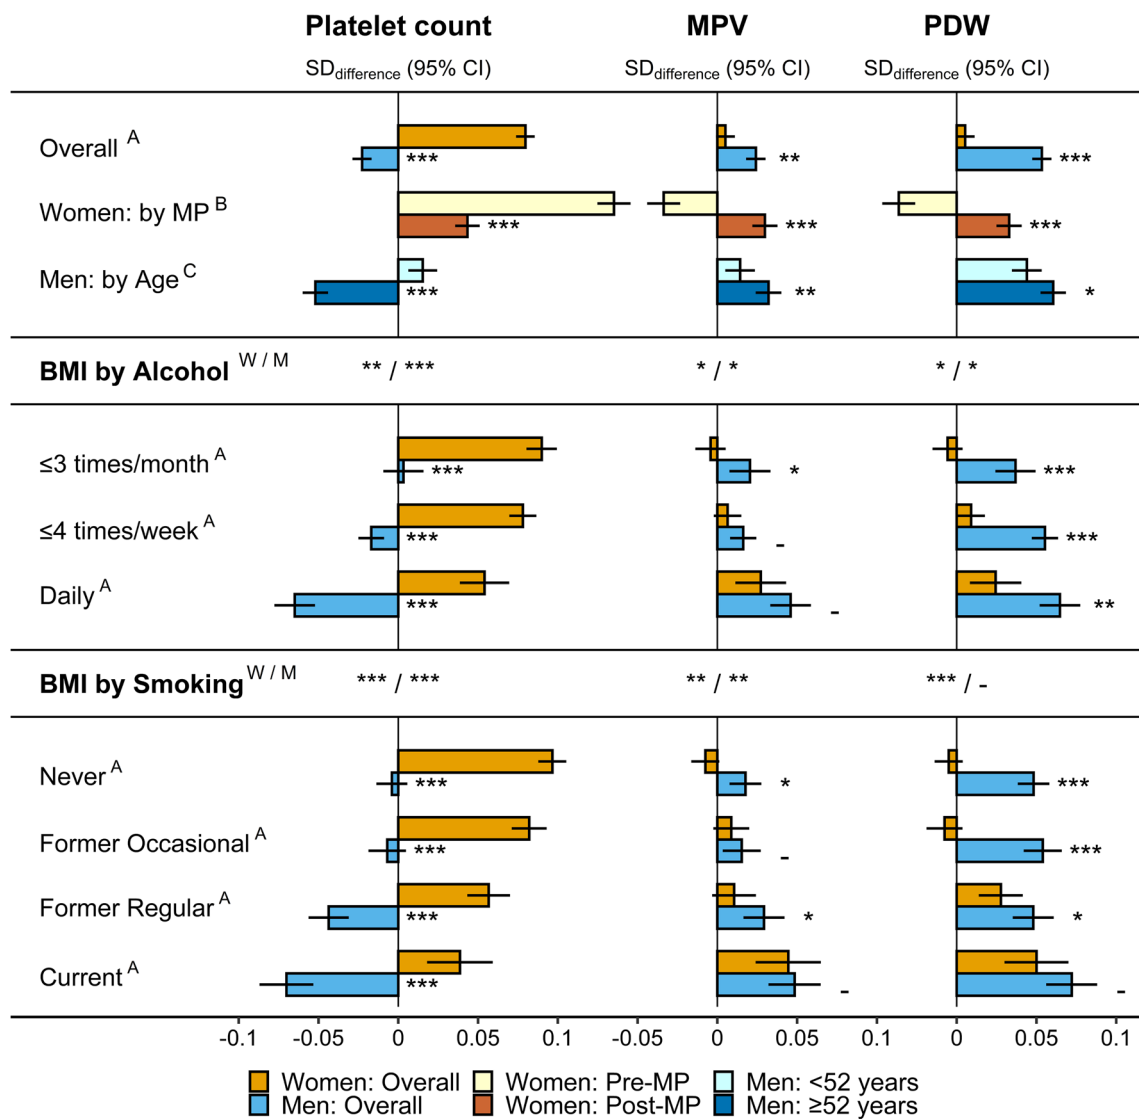 Platelet count MPV PDW
SDdifference (95% CI) SDdifference (95% CI) SDdifference (95% CI)
Overall A *** ** ***
Women: by MP B *** *** ***
Men: by Age C *** ** *
BMI by Alcohol W / M ** / *** * / * * / *
≤3 times/month A *** * ***
≤4 times/week A *** - ***
Daily A *** - **
BMI by Smoking W / M *** / *** ** / ** *** / -
Never A *** * ***
Former Occasional A *** - ***
Former Regular A *** * *
Current A *** - -
-0.1 -0.05 0 0.05 0.1 -0.05 0 0.05 0.1 0 0.05 0.1
Women: Overall Women: Pre-MP Men: <52 years
Men: Overall Women: Post-MP Men: ≥52 years